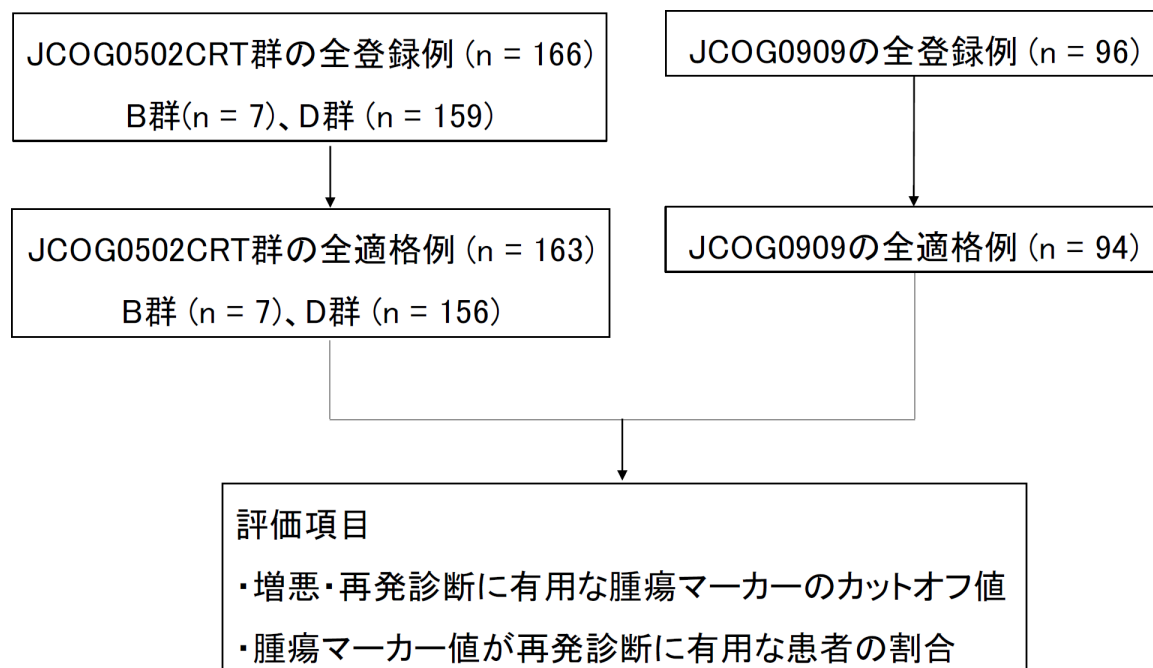 JCOG0502CRT群の全登録例 (n = 166)
B群(n = 7)、D群 (n = 159)
JCOG0909の全登録例 (n = 96)
JCOG0502CRT群の全適格例 (n = 163)
B群 (n = 7)、D群 (n = 156)
JCOG0909の全適格例 (n = 94)
評価項目
・増悪・再発診断に有用な腫瘍マーカーのカットオフ値
・腫瘍マーカー値が再発診断に有用な患者の割合